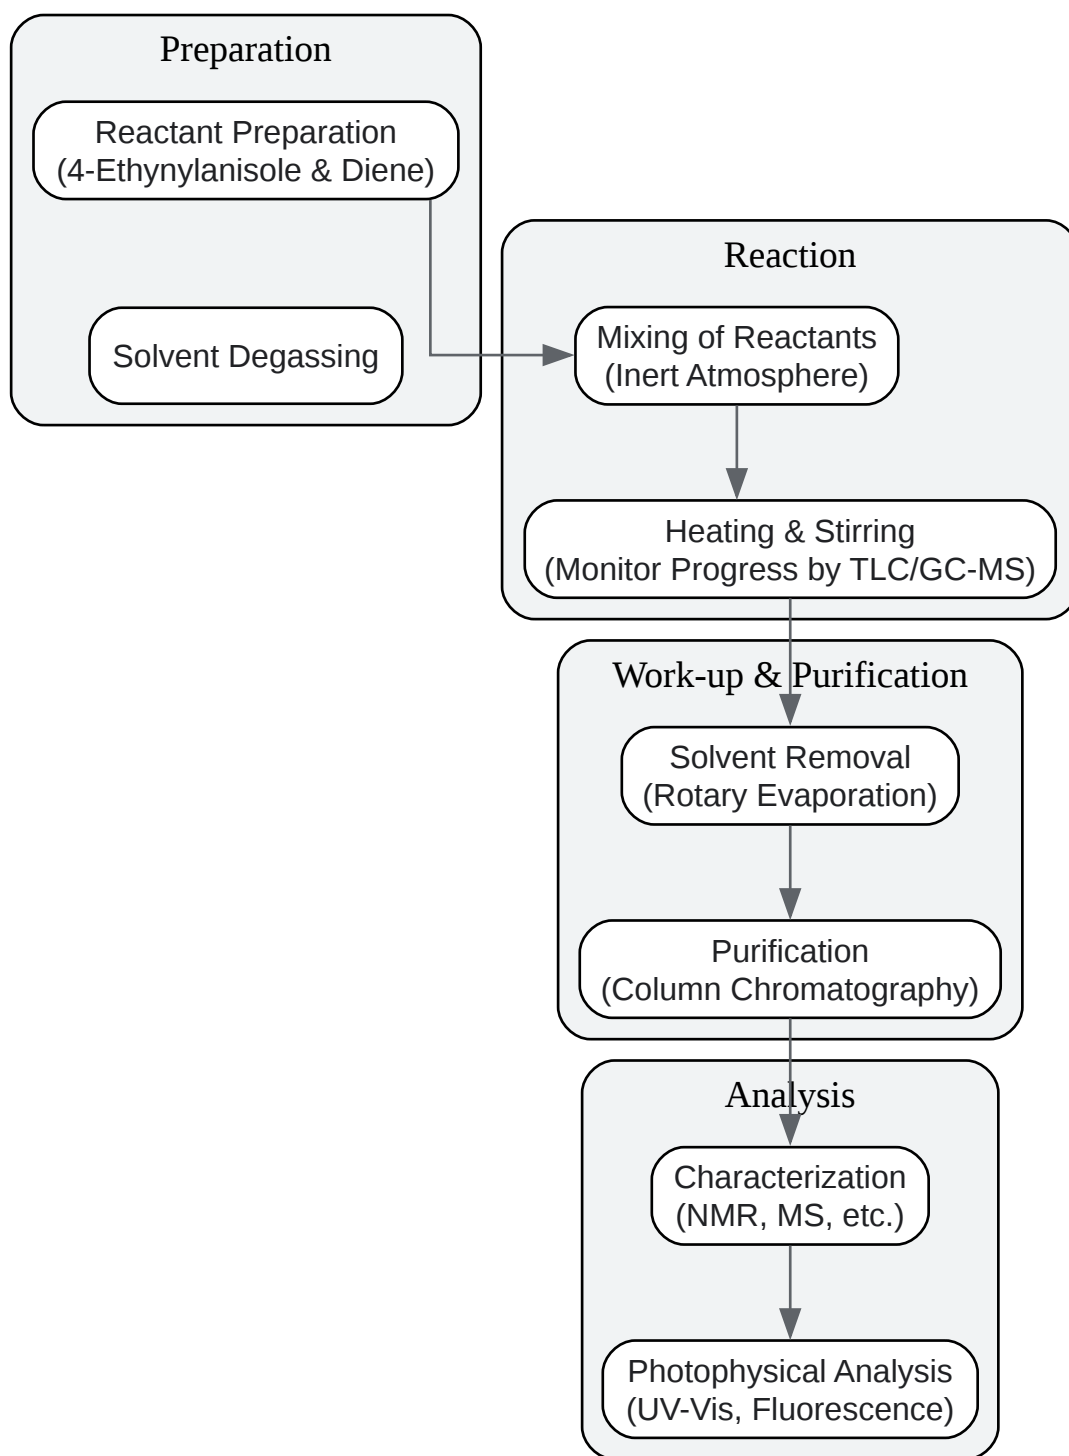 Preparation
Reactant Preparation
(4-Ethynylanisole & Diene)
Solvent Degassing
Reaction
Mixing of Reactants
(Inert Atmosphere)
Heating & Stirring
(Monitor Progress by TLC/GC-MS)
Work-up & Purification
Solvent Removal
(Rotary Evaporation)
Purification
(Column Chromatography)
Analysis
Characterization
(NMR, MS, etc.)
Photophysical Analysis
(UV-Vis, Fluorescence)